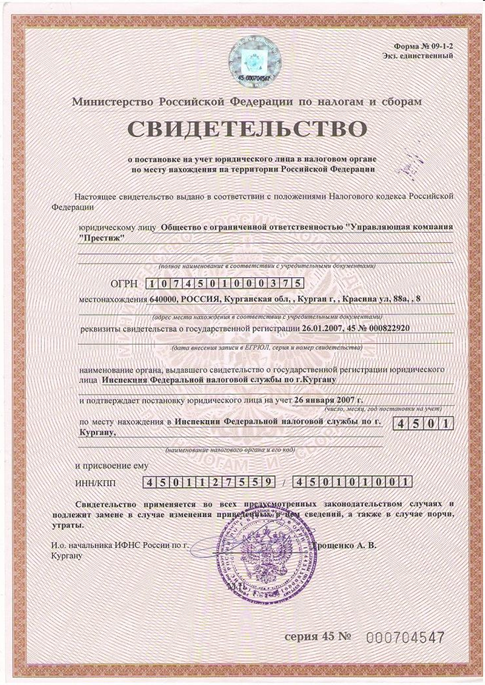 45 000704547
Форма № 09-1-2
Экз. единственный
Министерство Российской Федерации по налогам и сборам
СВИДЕТЕЛЬСТВО
о постановке на учет юридического лица в налоговом органе
по месту нахождения на территории Российской Федерации
Настоящее свидетельство выдано в соответствии с положениями Налогового кодекса Российской
Федерации
юридическому лицу Общество с ограниченной ответственностью "Управляющая компания
"Престиж"
(полное наименование в соответствии с учредительными документами)
ОГРН 1074501000375
местонахождения 640000, РОССИЯ, Курганская обл, , Курган г, , Красина ул, 88а, , 8
(адрес места нахождения в соответствии с учредительными документами)
реквизиты свидетельства о государственной регистрации 26.01.2007, 45 № 000822920
(дата внесения записи в ЕГРЮЛ, серия и номер свидетельства)
наименование органа, выдавшего свидетельство о государственной регистрации юридического
лица Инспекция Федеральной налоговой службы по г.Кургану
и подтверждает постановку юридического лица на учет 26 января 2007 г.
(число, месяц, год постановки на учет)
по месту нахождения в Инспекция Федеральной налоговой службы по г. 4501
Кургану,
(наименование налогового органа и его код)
и присвоение ему
ИНН/КПП 4501127559 / 450101001
Свидетельство применяется во всех предусмотренных законодательством случаях и
подлежит замене в случае изменения приведенных в нем сведений, а также в случае порчи,
утраты.
И.о. начальника ИФНС России по г. Трощенко А. В.
Кургану
серия 45 № 000704547